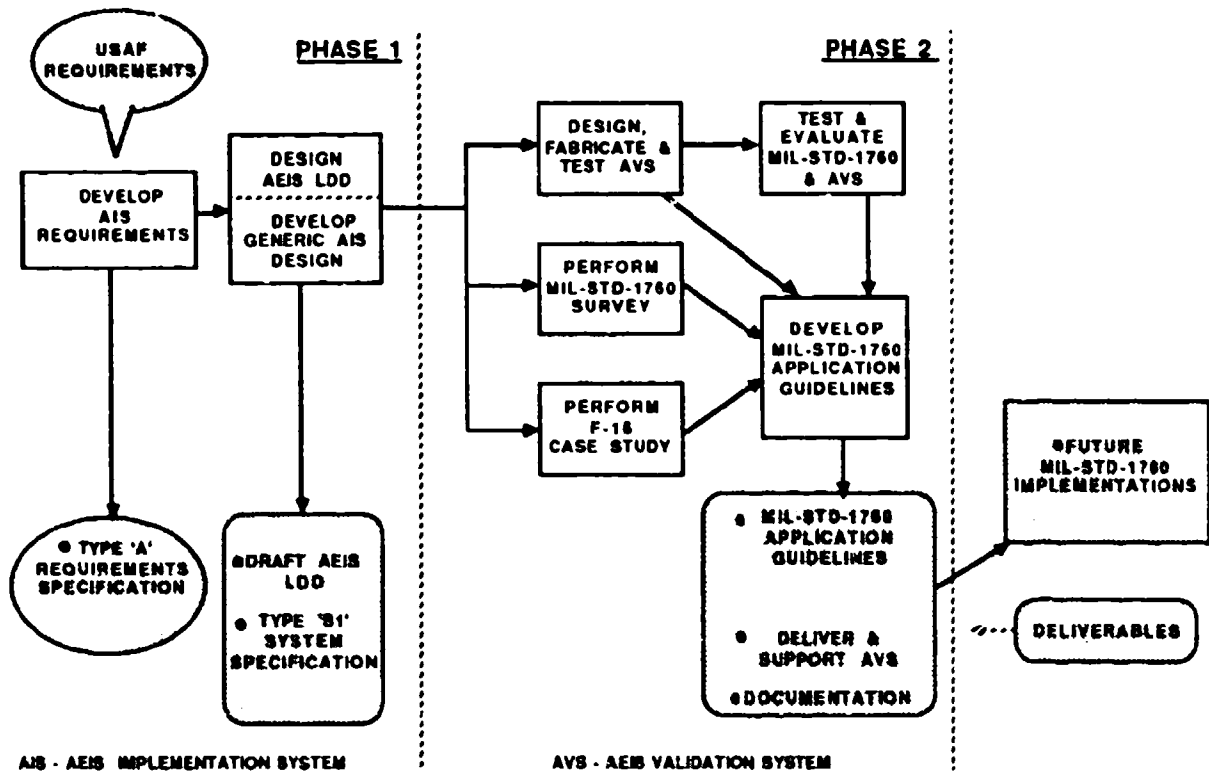 USAF
REQUIREMENTS
PHASE 1
DEVELOP
AIS
REQUIREMENTS
DESIGN
AEIS LDD
DEVELOP
GENERIC AIS
DESIGN
● TYPE 'A'
REQUIREMENTS
SPECIFICATION
●DRAFT AEIS
LDD
● TYPE 'B1'
SYSTEM
SPECIFICATION
PHASE 2
DESIGN,
FABRICATE &
TEST AVS
TEST &
EVALUATE
MIL-STD-1760
& AVS
PERFORM
MIL-STD-1760
SURVEY
PERFORM
F-16
CASE STUDY
DEVELOP
MIL-STD-1760
APPLICATION
GUIDELINES
● MIL-STD-1760
APPLICATION
GUIDELINES
● DELIVER &
SUPPORT AVS
●DOCUMENTATION
●FUTURE
MIL-STD-1760
IMPLEMENTATIONS
DELIVERABLES
AIS - AEIS IMPLEMENTATION SYSTEM
AVS - AEIS VALIDATION SYSTEM